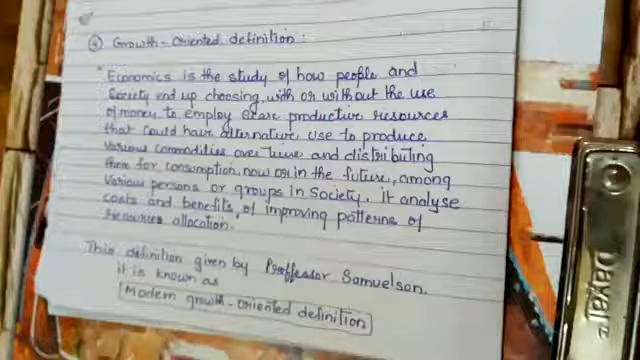 ④ Growth-Oriented definition :
"Economics is the study of how people and
Society end up choosing, with or without the use
of money, to employ scare productive resources
that could have alternative use to produce
various commodities over time and distributing
them for consumption, now or in the future, among
various persons or groups in Society. It analyse
costs and benefits of improving patterns of
resources allocation."
This definition given by Proffessor Samuelson.
it is known as
Modern growth-oriented definition
Dayal